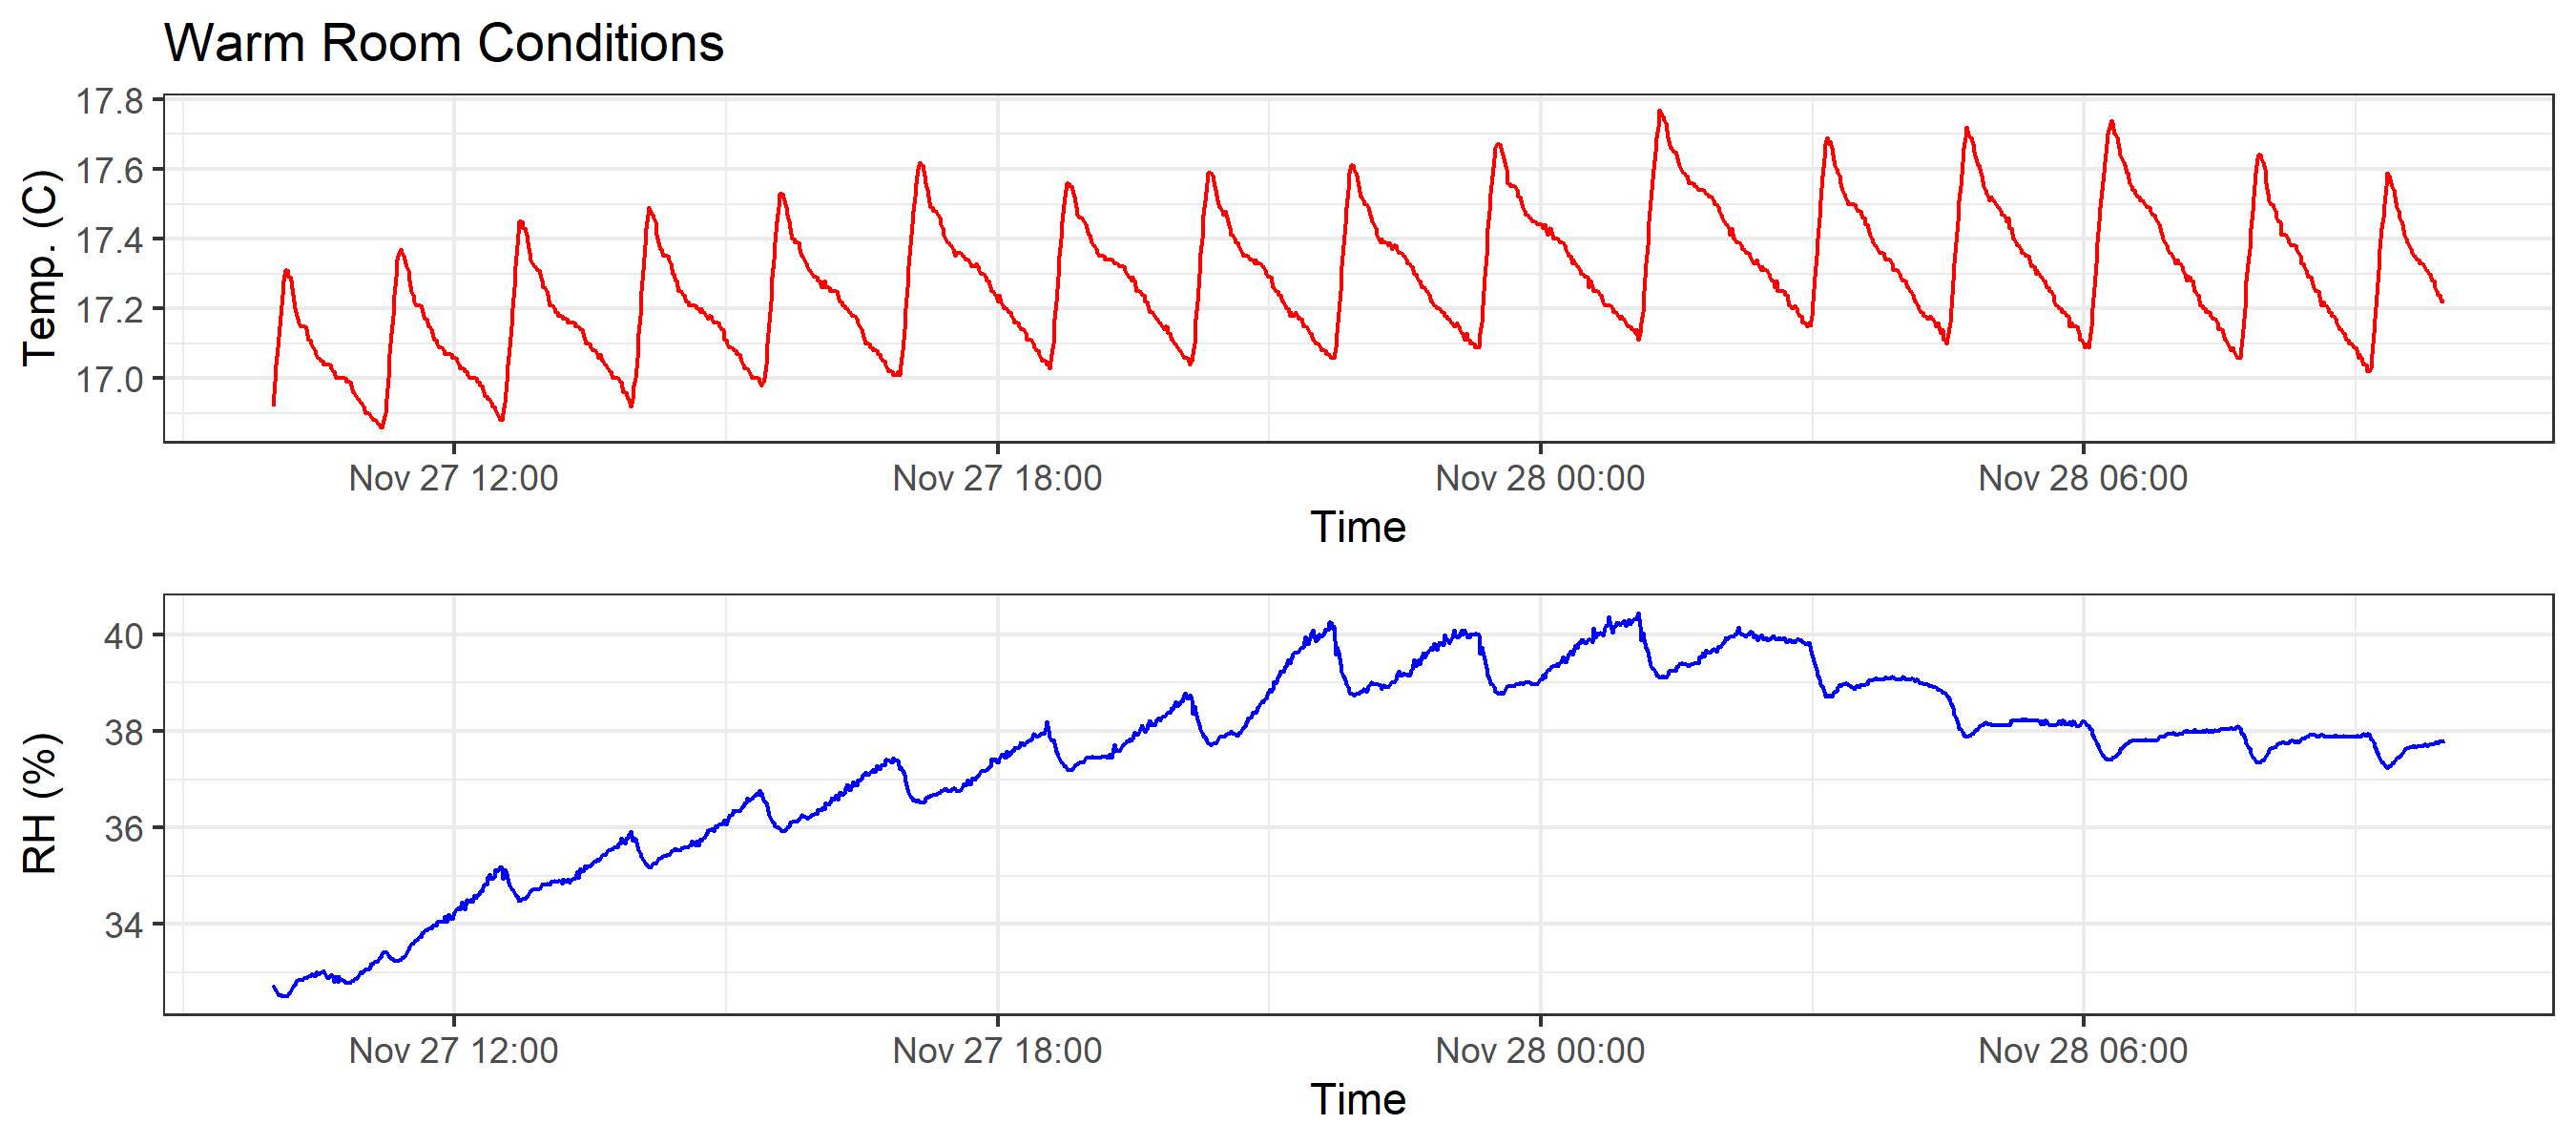 Warm Room Conditions
Temp. (C)
17.8
17.6
17.4
17.2
17.0
Nov 27 12:00 Nov 27 18:00 Nov 28 00:00 Nov 28 06:00
Time
RH (%)
40
38
36
34
Nov 27 12:00 Nov 27 18:00 Nov 28 00:00 Nov 28 06:00
Time